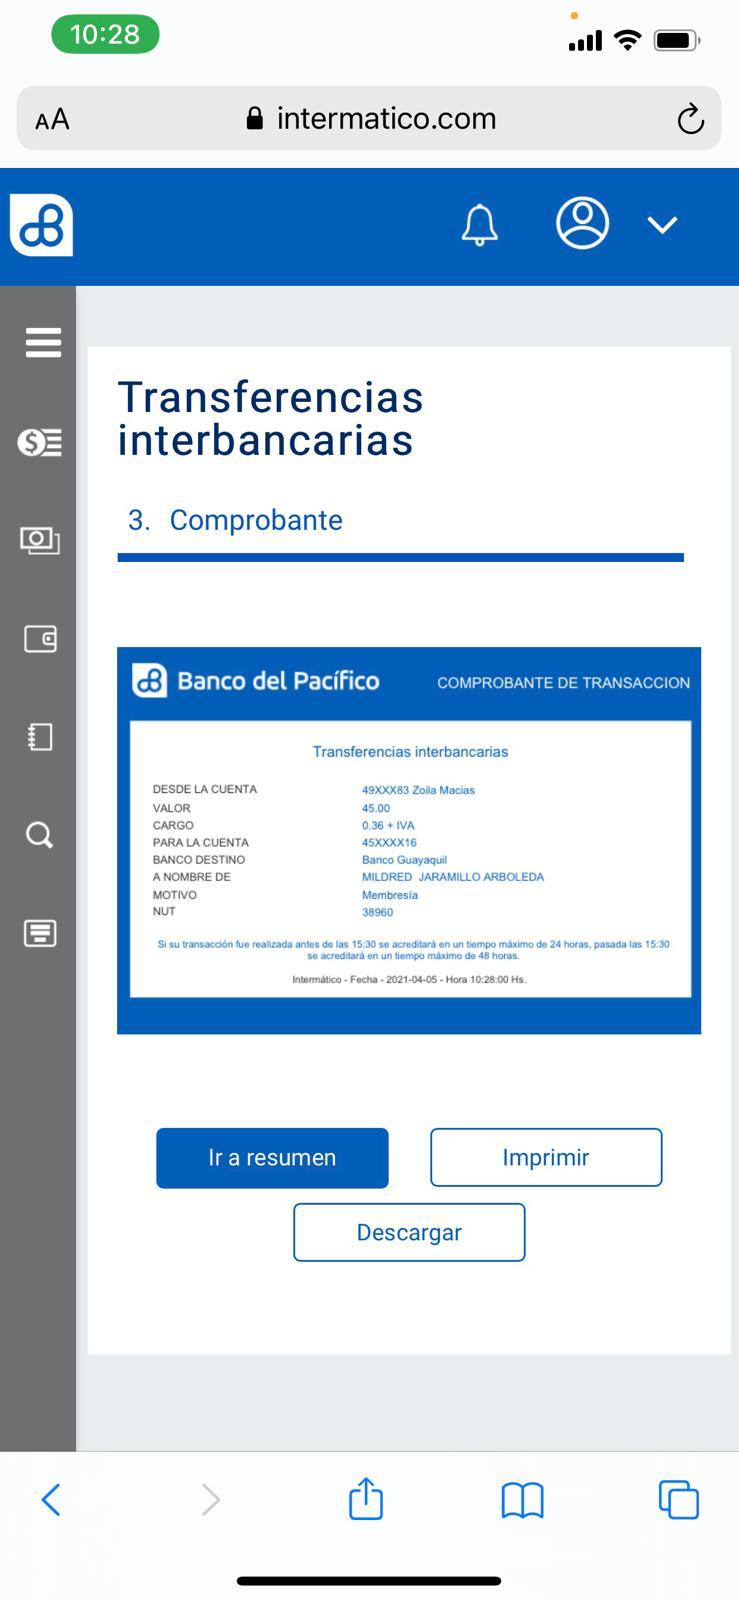 10:28
AA
intermatico.com
Transferencias
interbancarias
3. Comprobante
Banco del Pacífico
COMPROBANTE DE TRANSACCION
Transferencias interbancarias
DESDE LA CUENTA 49XXX83 Zoila Macias
VALOR 45.00
CARGO 0.36 + IVA
PARA LA CUENTA 45XXXX16
BANCO DESTINO Banco Guayaquil
A NOMBRE DE MILDRED JARAMILLO ARBOLEDA
MOTIVO Membresía
NUT 38960
Si su transacción fue realizada antes de las 15:30 se acreditará en un tiempo máximo de 24 horas, pasada las 15:30
se acreditará en un tiempo máximo de 48 horas.
Intermático - Fecha - 2021-04-05 - Hora 10:28:00 Hs.
Ir a resumen
Imprimir
Descargar